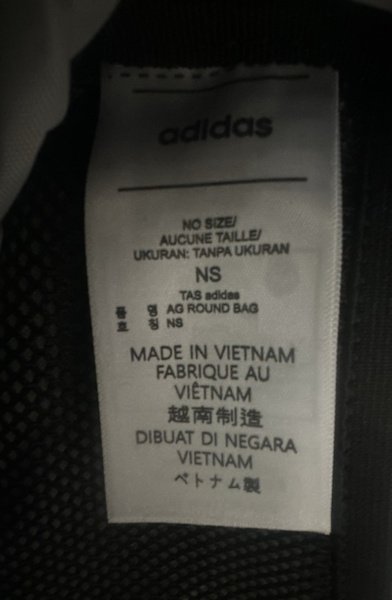 adidas
NO SIZE/
AUCUNE TAILLE/
UKURAN: TANPA UKURAN
NS
TAS adidas
품 명 AG ROUND BAG
호 칭 NS
MADE IN VIETNAM
FABRIQUE AU
VIÊTNAM
越南制造
DIBUAT DI NEGARA
VIETNAM
ベトナム製